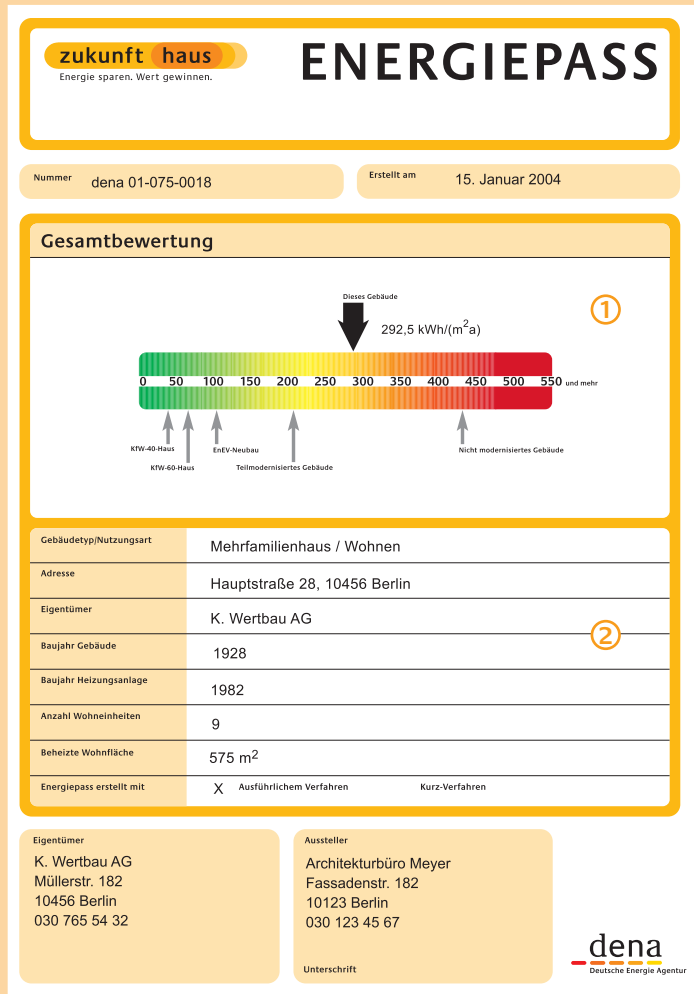 zukunft haus
Energie sparen. Wert gewinnen.
ENERGIEPASS
Nummer dena 01-075-0018
Erstellt am 15. Januar 2004
Gesamtbewertung
1
Dieses Gebäude
292,5 kWh/(m²a)
0 50 100 150 200 250 300 350 400 450 500 550 und mehr
KfW-40-Haus
KfW-60-Haus
EnEV-Neubau
Teilmodernisiertes Gebäude
Nicht modernisiertes Gebäude
Gebäudetyp/Nutzungsart Mehrfamilienhaus / Wohnen
Adresse Hauptstraße 28, 10456 Berlin
Eigentümer K. Wertbau AG
2
Baujahr Gebäude 1928
Baujahr Heizungsanlage 1982
Anzahl Wohneinheiten 9
Beheizte Wohnfläche 575 m²
Energiepass erstellt mit X Ausführlichem Verfahren Kurz-Verfahren
Eigentümer
K. Wertbau AG
Müllerstr. 182
10456 Berlin
030 765 54 32
Aussteller
Architekturbüro Meyer
Fassadenstr. 182
10123 Berlin
030 123 45 67
Unterschrift
dena
Deutsche Energie Agentur